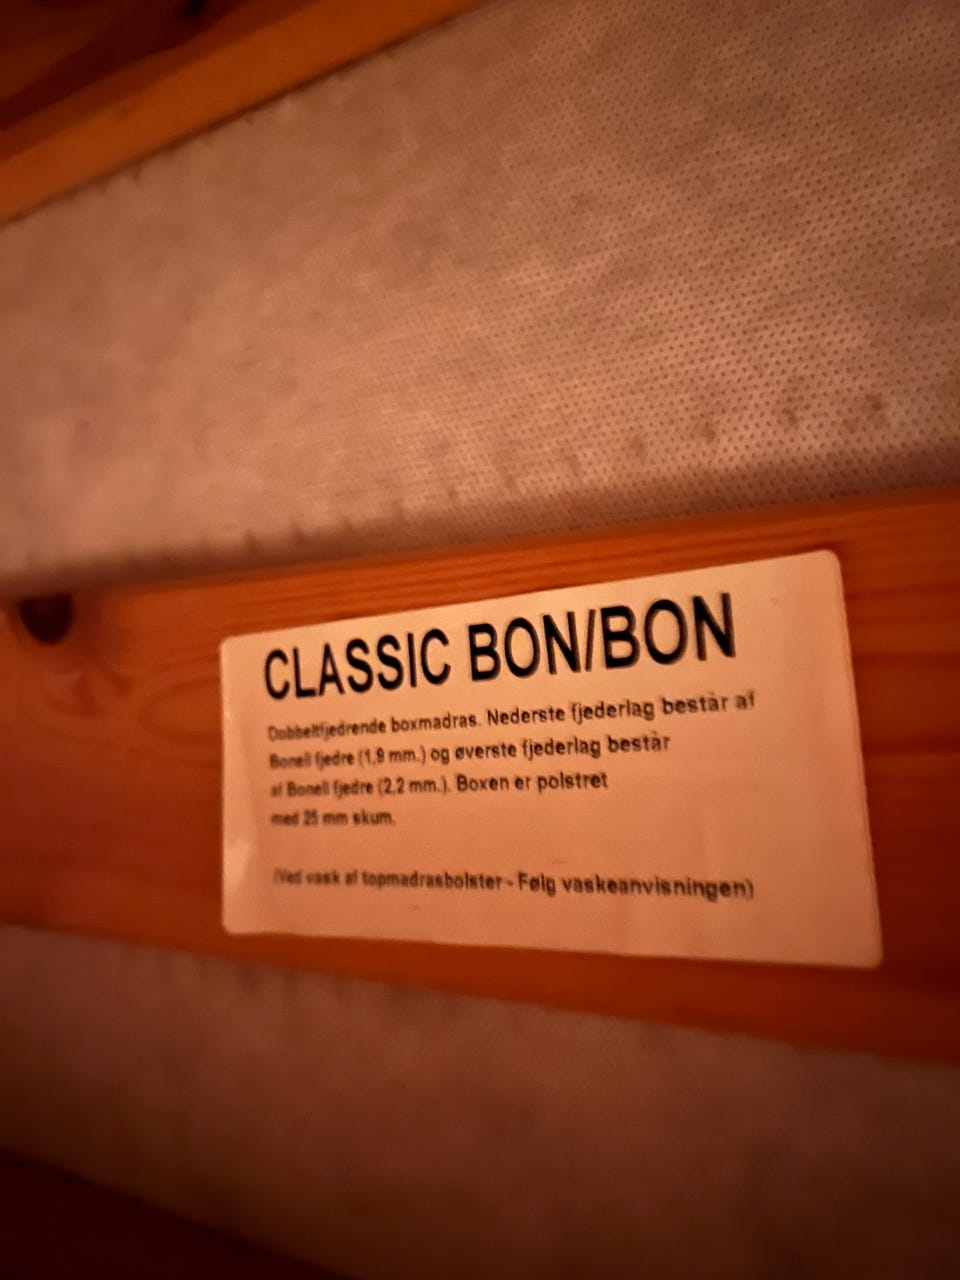 CLASSIC BON/BON
Dobbeltfjedrende boxmadras. Nederste fjederlag består af
Bonell fjedre (1,9 mm.) og øverste fjederlag består
af Bonell fjedre (2,2 mm.). Boxen er polstret
med 25 mm skum.
(Ved vask af topmadrasbolster - Følg vaskeanvisningen)